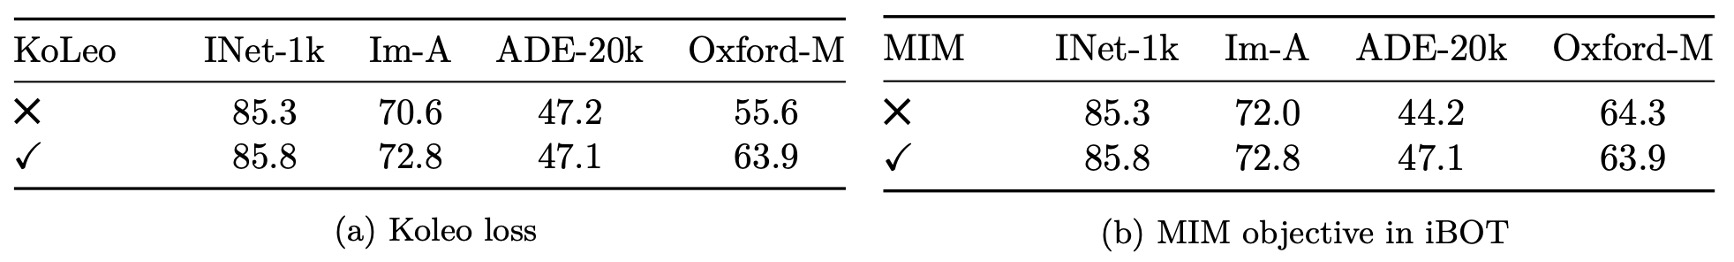 KoLeo INet-1k Im-A ADE-20k Oxford-M
✕ 85.3 70.6 47.2 55.6
✓ 85.8 72.8 47.1 63.9
(a) Koleo loss
MIM INet-1k Im-A ADE-20k Oxford-M
✕ 85.3 72.0 44.2 64.3
✓ 85.8 72.8 47.1 63.9
(b) MIM objective in iBOT